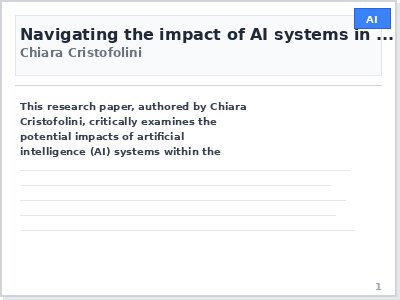 AI
Navigating the impact of AI systems in ...
Chiara Cristofolini
This research paper, authored by Chiara
Cristofolini, critically examines the
potential impacts of artificial
intelligence (AI) systems within the
1